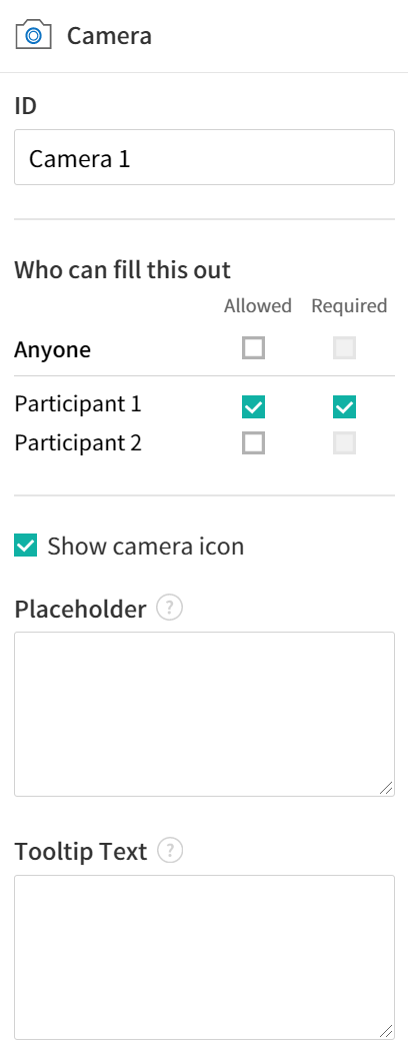 Camera
ID
Camera 1
Who can fill this out
Allowed Required
Anyone
Participant 1
Participant 2
Show camera icon
Placeholder ?
Tooltip Text ?